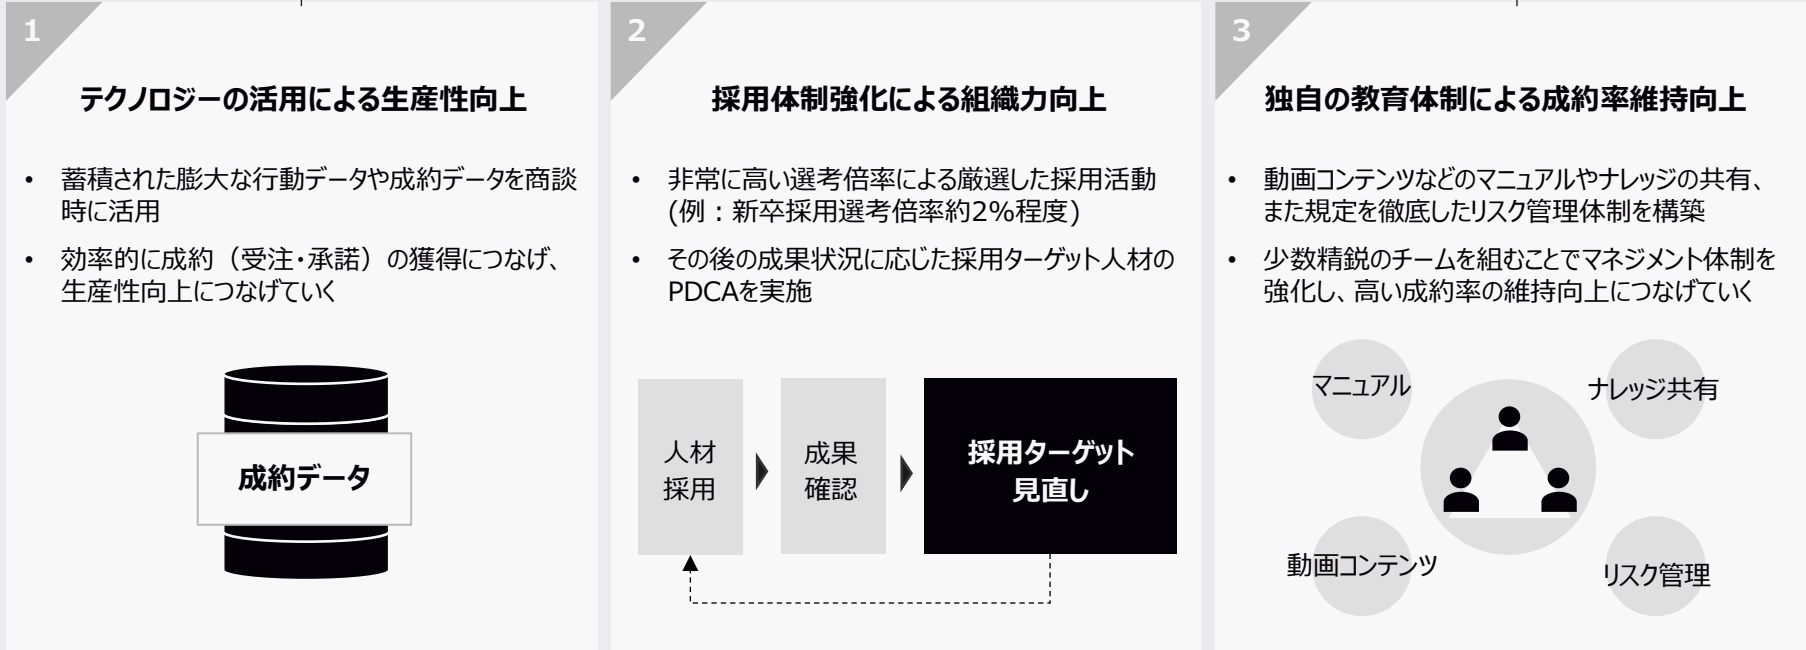 1
テクノロジーの活用による生産性向上
• 蓄積された膨大な行動データや成約データを商談
時に活用
• 効率的に成約（受注・承諾）の獲得につなげ、
生産性向上につなげていく
成約データ
2
採用体制強化による組織力向上
• 非常に高い選考倍率による厳選した採用活動
(例：新卒採用選考倍率約2%程度)
• その後の成果状況に応じた採用ターゲット人材の
PDCAを実施
人材
採用
成果
確認
採用ターゲット
見直し
3
独自の教育体制による成約率維持向上
• 動画コンテンツなどのマニュアルやナレッジの共有、
また規定を徹底したリスク管理体制を構築
• 少数精鋭のチームを組むことでマネジメント体制を
強化し、高い成約率の維持向上につなげていく
マニュアル
ナレッジ共有
動画コンテンツ
リスク管理